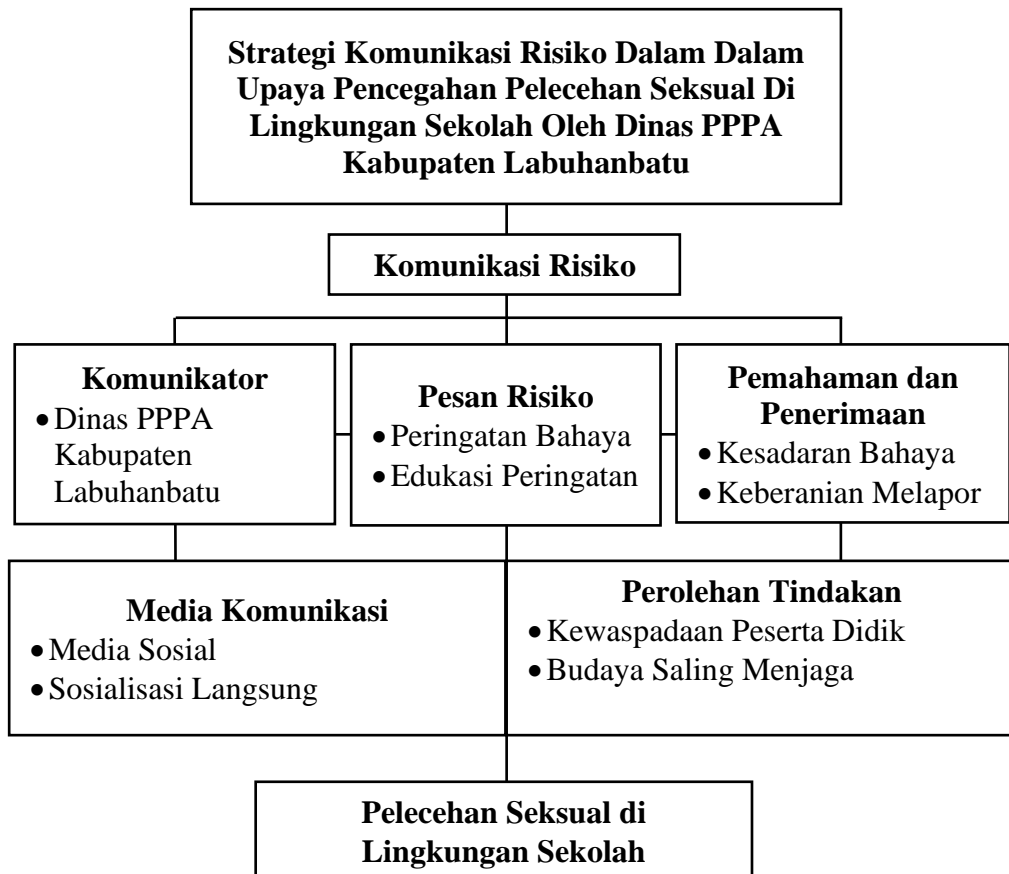 Strategi Komunikasi Risiko Dalam Dalam
Upaya Pencegahan Pelecehan Seksual Di
Lingkungan Sekolah Oleh Dinas PPPA
Kabupaten Labuhanbatu
Komunikasi Risiko
Komunikator
• Dinas PPPA
Kabupaten
Labuhanbatu
Pesan Risiko
• Peringatan Bahaya
• Edukasi Peringatan
Pemahaman dan
Penerimaan
• Kesadaran Bahaya
• Keberanian Melapor
Media Komunikasi
• Media Sosial
• Sosialisasi Langsung
Perolehan Tindakan
• Kewaspadaan Peserta Didik
• Budaya Saling Menjaga
Pelecehan Seksual di
Lingkungan Sekolah